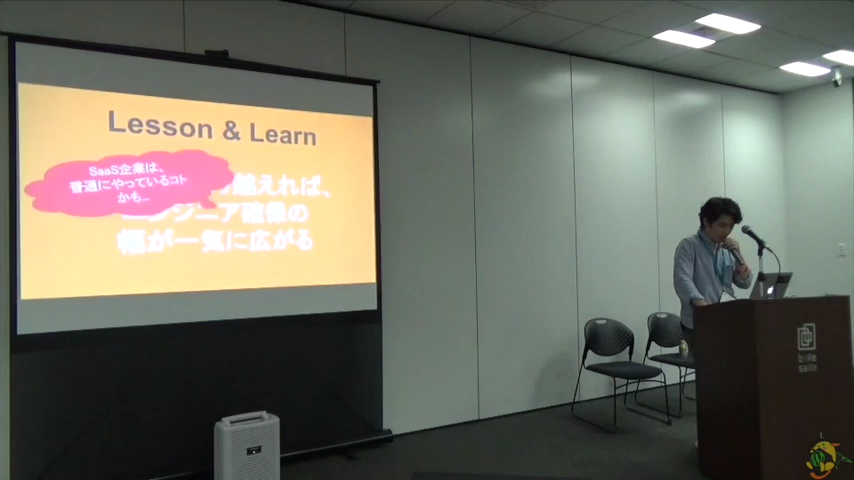 Lesson & Learn
SaaS企業は、
普通にやっているコト
かも…
越えれば、
エンジニア確保の
幅が一気に広がる